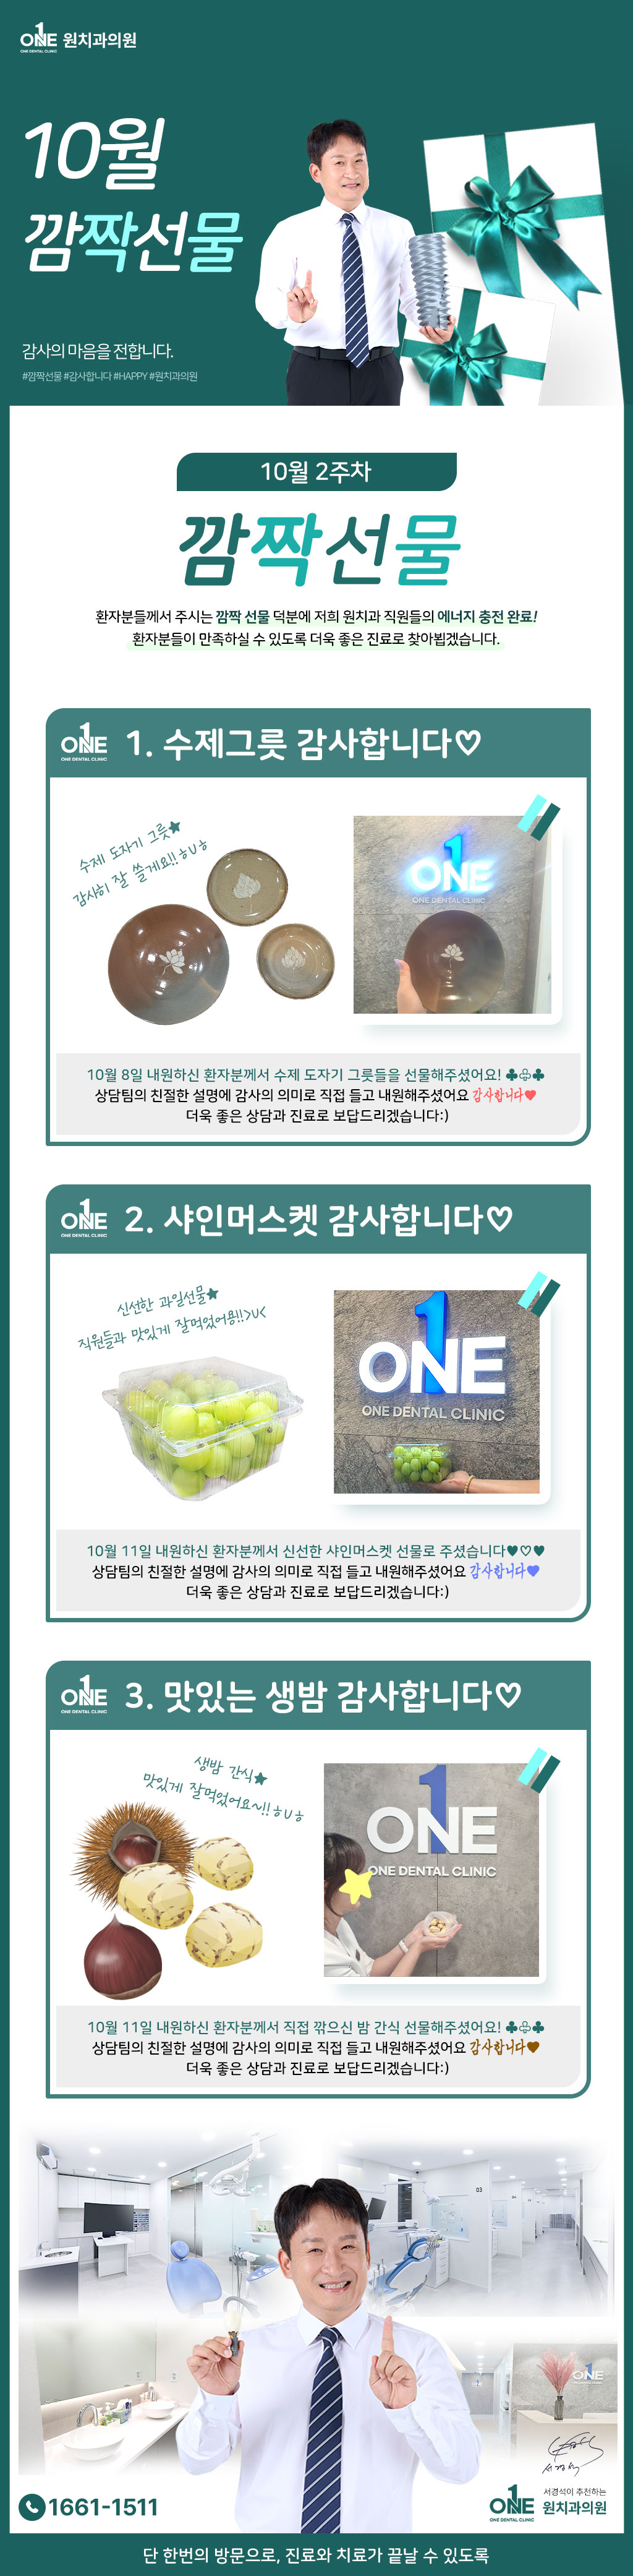 1
ONE 원치과의원
ONE DENTAL CLINIC
10월
깜짝선물
감사의 마음을 전합니다.
#깜짝선물 #감사합니다 #HAPPY #원치과의원
10월 2주차
깜짝선물
환자분들께서 주시는 깜짝 선물 덕분에 저희 원치과 직원들의 에너지 충전 완료!
환자분들이 만족하실 수 있도록 더욱 좋은 진료로 찾아뵙겠습니다.
1
ONE
ONE DENTAL CLINIC
1. 수제그릇 감사합니다♡
수제 도자기 그릇★
감사히 잘 쓸게요!!ㅎUㅎ
1
ONE
ONE DENTAL CLINIC
10월 8일 내원하신 환자분께서 수제 도자기 그릇들을 선물해주셨어요! ♣♧♣
상담팀의 친절한 설명에 감사의 의미로 직접 들고 내원해주셨어요 감사합니다♥
더욱 좋은 상담과 진료로 보답드리겠습니다:)
1
ONE
ONE DENTAL CLINIC
2. 샤인머스켓 감사합니다♡
신선한 과일선물★
직원들과 맛있게 잘먹었어용!!>U<
1
ONE
ONE DENTAL CLINIC
10월 11일 내원하신 환자분께서 신선한 샤인머스켓 선물로 주셨습니다♥♡♥
상담팀의 친절한 설명에 감사의 의미로 직접 들고 내원해주셨어요 감사합니다♥
더욱 좋은 상담과 진료로 보답드리겠습니다:)
1
ONE
ONE DENTAL CLINIC
3. 맛있는 생밤 감사합니다♡
생밤 간식★
맛있게 잘먹었어요~!!ㅎUㅎ
1
ONE
ONE DENTAL CLINIC
10월 11일 내원하신 환자분께서 직접 깎으신 밤 간식 선물해주셨어요! ♣♧♣
상담팀의 친절한 설명에 감사의 의미로 직접 들고 내원해주셨어요 감사합니다♥
더욱 좋은 상담과 진료로 보답드리겠습니다:)
03
ONE
서경석
1661-1511
1
ONE
ONE DENTAL CLINIC
서경석이 추천하는
원치과의원
단 한번의 방문으로, 진료와 치료가 끝날 수 있도록